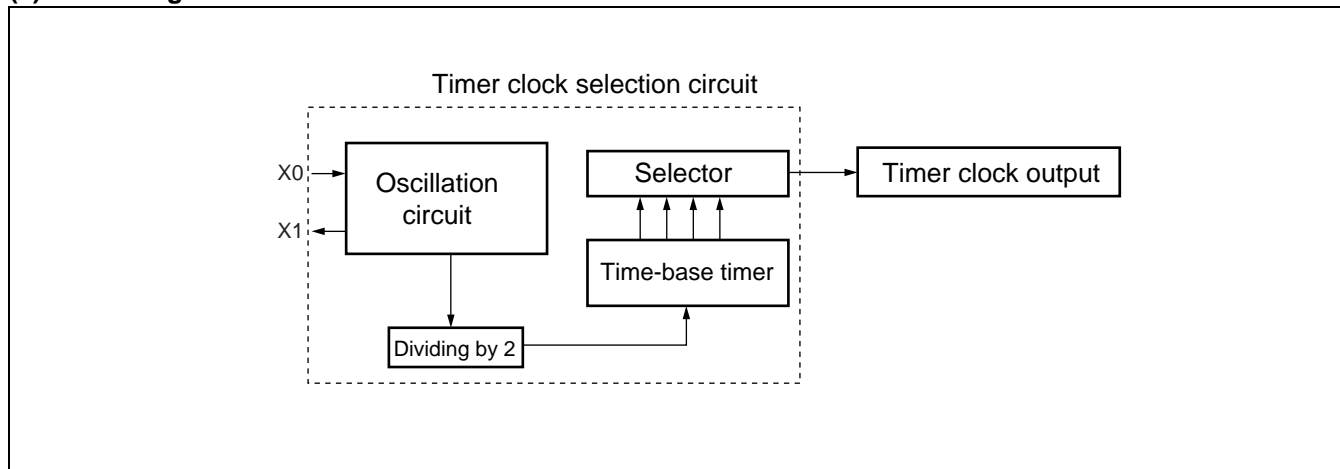 Timer clock selection circuit
X0
X1
Oscillation
circuit
Selector
Timer clock output
Time-base timer
Dividing by 2